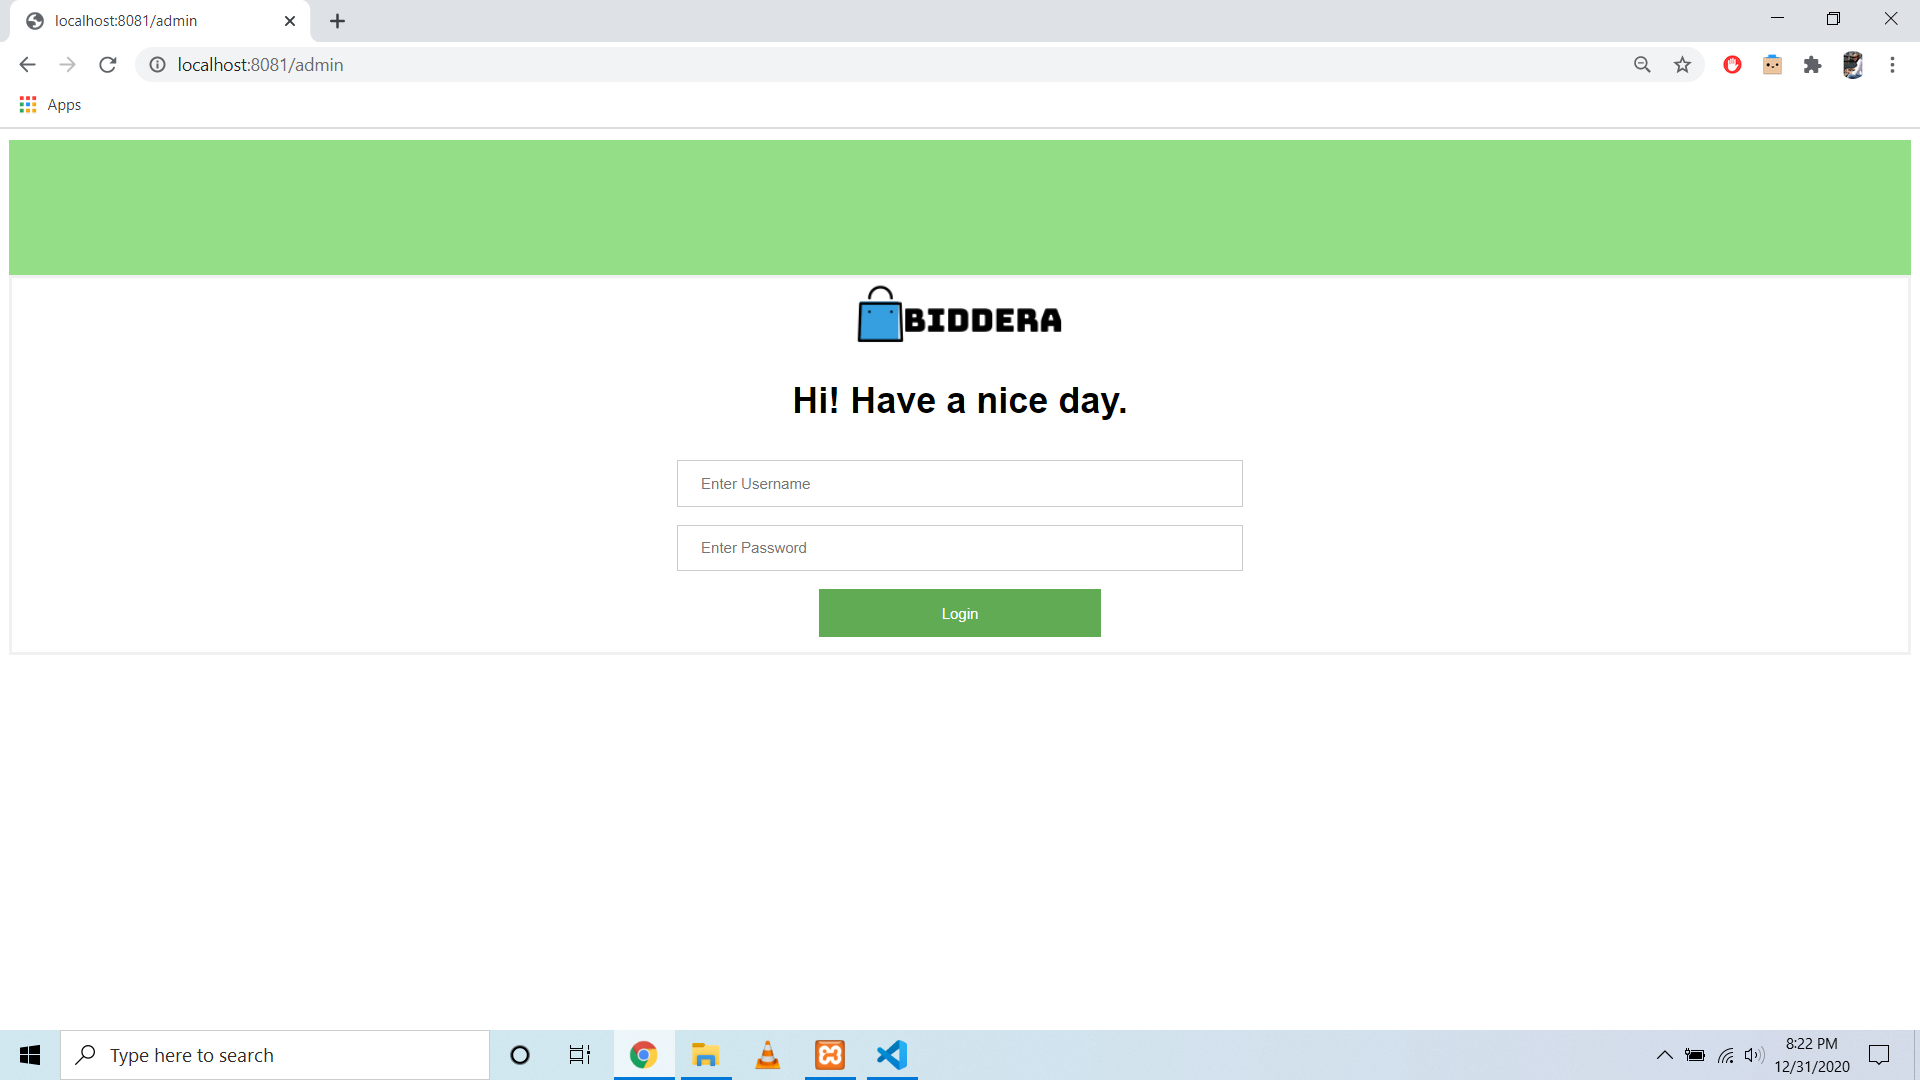 localhost:8081/admin
localhost:8081/admin
Apps
BIDDERA
Hi! Have a nice day.
Enter Username
Enter Password
Login
Type here to search
8:22 PM
12/31/2020